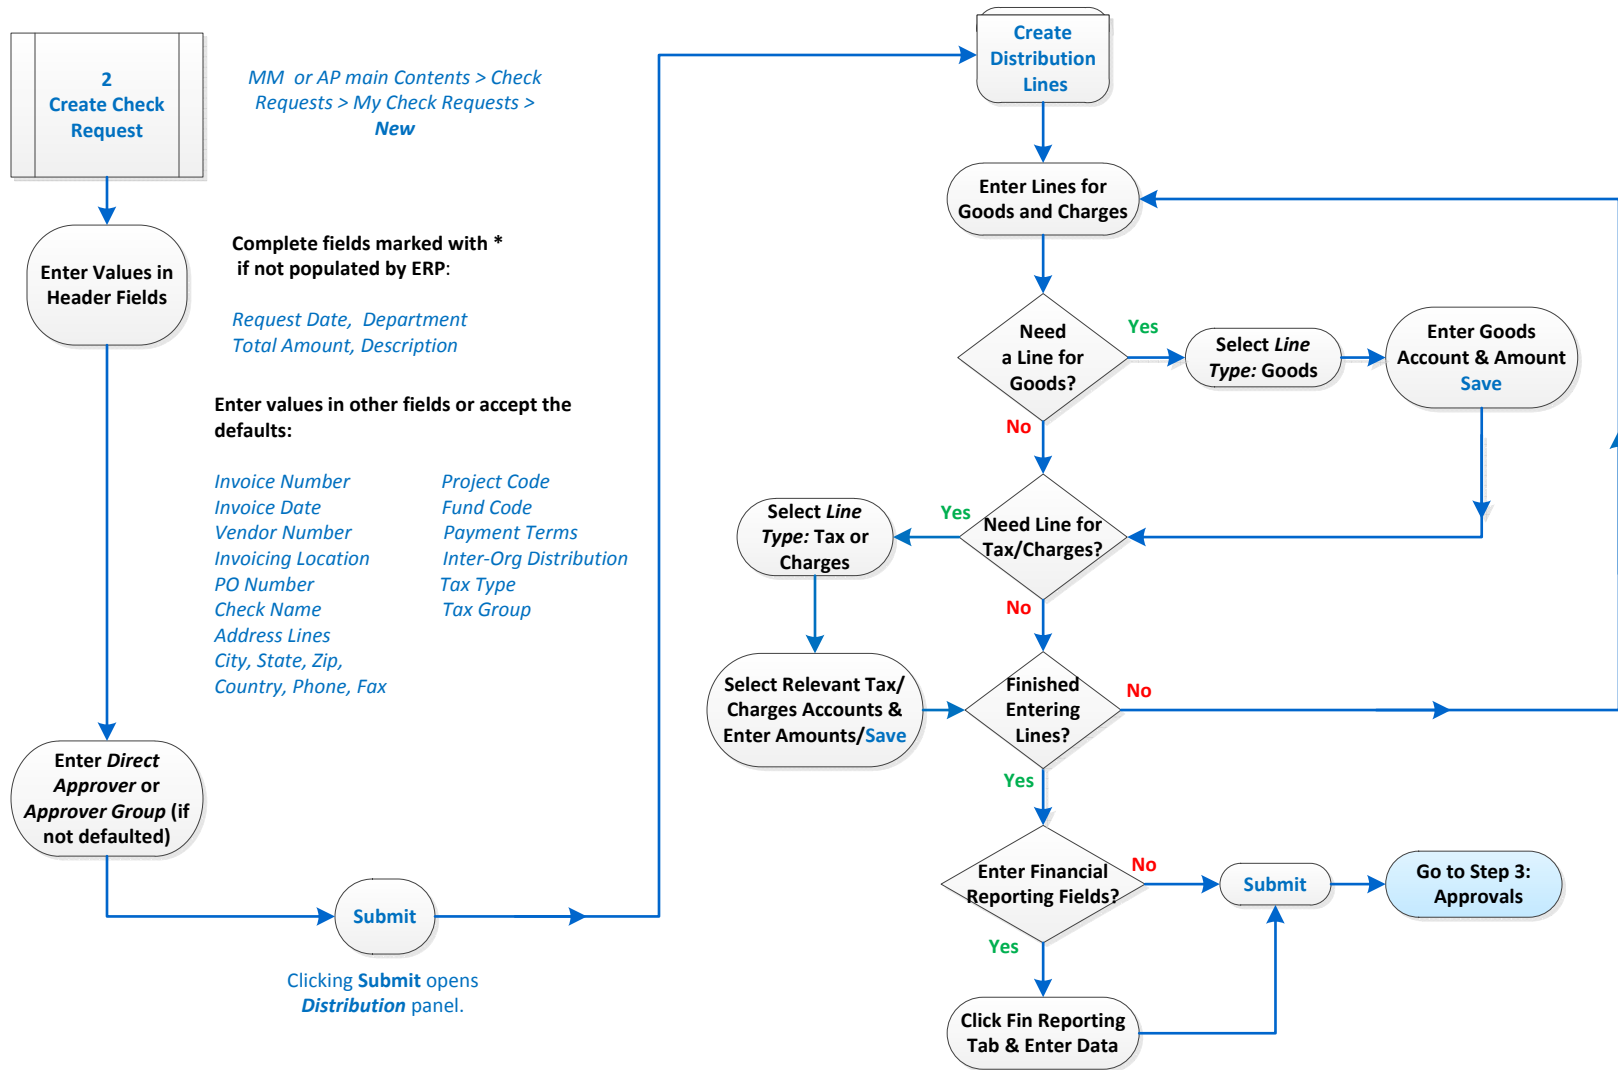 2
Create Check
Request
MM or AP main Contents > Check
Requests > My Check Requests >
New
Enter Values in
Header Fields
Complete fields marked with *
if not populated by ERP:
Request Date, Department
Total Amount, Description
Enter values in other fields or accept the
defaults:
Invoice Number
Invoice Date
Vendor Number
Invoicing Location
PO Number
Check Name
Address Lines
City, State, Zip,
Country, Phone, Fax
Project Code
Fund Code
Payment Terms
Inter-Org Distribution
Tax Type
Tax Group
Enter Direct
Approver or
Approver Group (if
not defaulted)
Submit
Clicking Submit opens
Distribution panel.
Create
Distribution
Lines
Enter Lines for
Goods and Charges
Need
a Line for
Goods?
Yes
Select Line
Type: Goods
Enter Goods
Account & Amount
Save
No
Need Line for
Tax/Charges?
Yes
Select Line
Type: Tax or
Charges
Select Relevant Tax/
Charges Accounts &
Enter Amounts/Save
No
Finished
Entering
Lines?
No
Yes
Enter Financial
Reporting Fields?
No
Submit
Go to Step 3:
Approvals
Yes
Click Fin Reporting
Tab & Enter Data